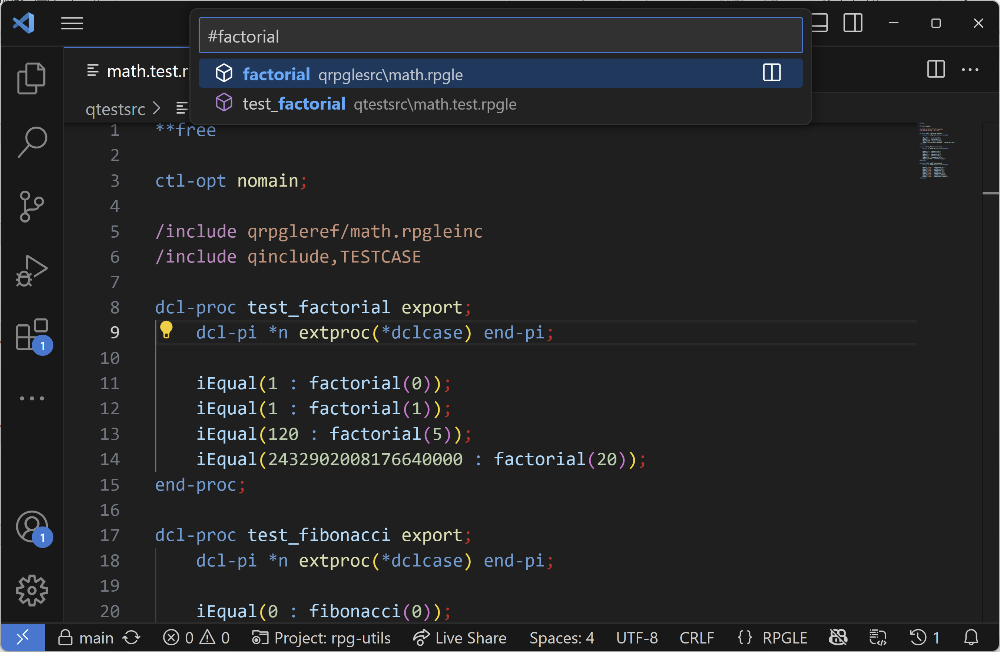 #factorial
factorial qrpglesrc\math.rpgle
test_factorial qtestsrc\math.test.rpgle
math.test.r
qtestsrc
1 **free
2
3 ctl-opt nomain;
4
5 /include qrpgleref/math.rpgleinc
6 /include qinclude,TESTCASE
7
8 dcl-proc test_factorial export;
9 dcl-pi *n extproc(*dclcase) end-pi;
10
11 iEqual(1 : factorial(0));
12 iEqual(1 : factorial(1));
13 iEqual(120 : factorial(5));
14 iEqual(2432902008176640000 : factorial(20));
15 end-proc;
16
17 dcl-proc test_fibonacci export;
18 dcl-pi *n extproc(*dclcase) end-pi;
19
20 iEqual(0 : fibonacci(0));
1
1
main 0 0 Project: rpg-utils Live Share Spaces: 4 UTF-8 CRLF {} RPGLE 1